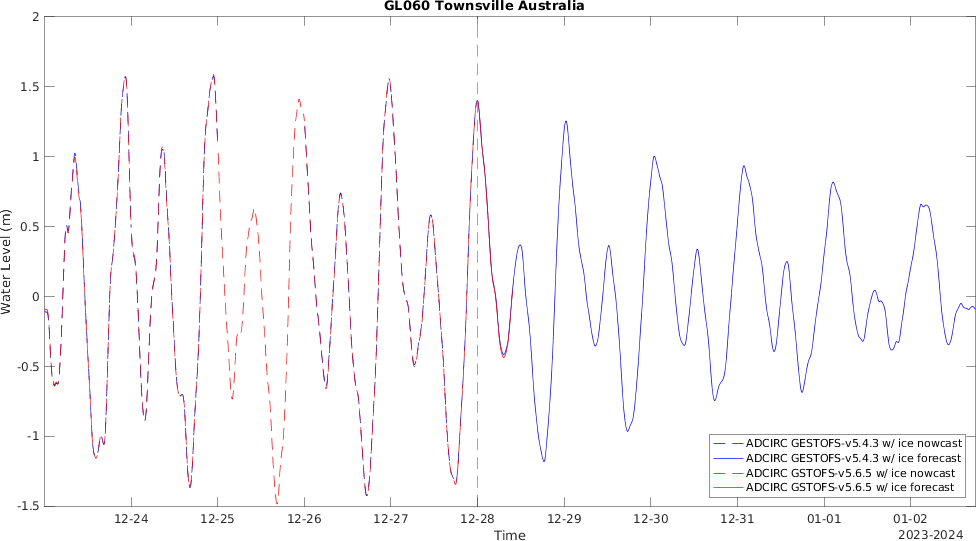 GL060 Townsville Australia
2
1.5
1
0.5
0
-0.5
-1
-1.5
Water Level (m)
ADCIRC GESTOFS-v5.4.3 w/ ice nowcast
ADCIRC GESTOFS-v5.4.3 w/ ice forecast
ADCIRC GSTOFS-v5.6.5 w/ ice nowcast
ADCIRC GSTOFS-v5.6.5 w/ ice forecast
12-24 12-25 12-26 12-27 12-28 12-29 12-30 12-31 01-01 01-02
Time
2023-2024